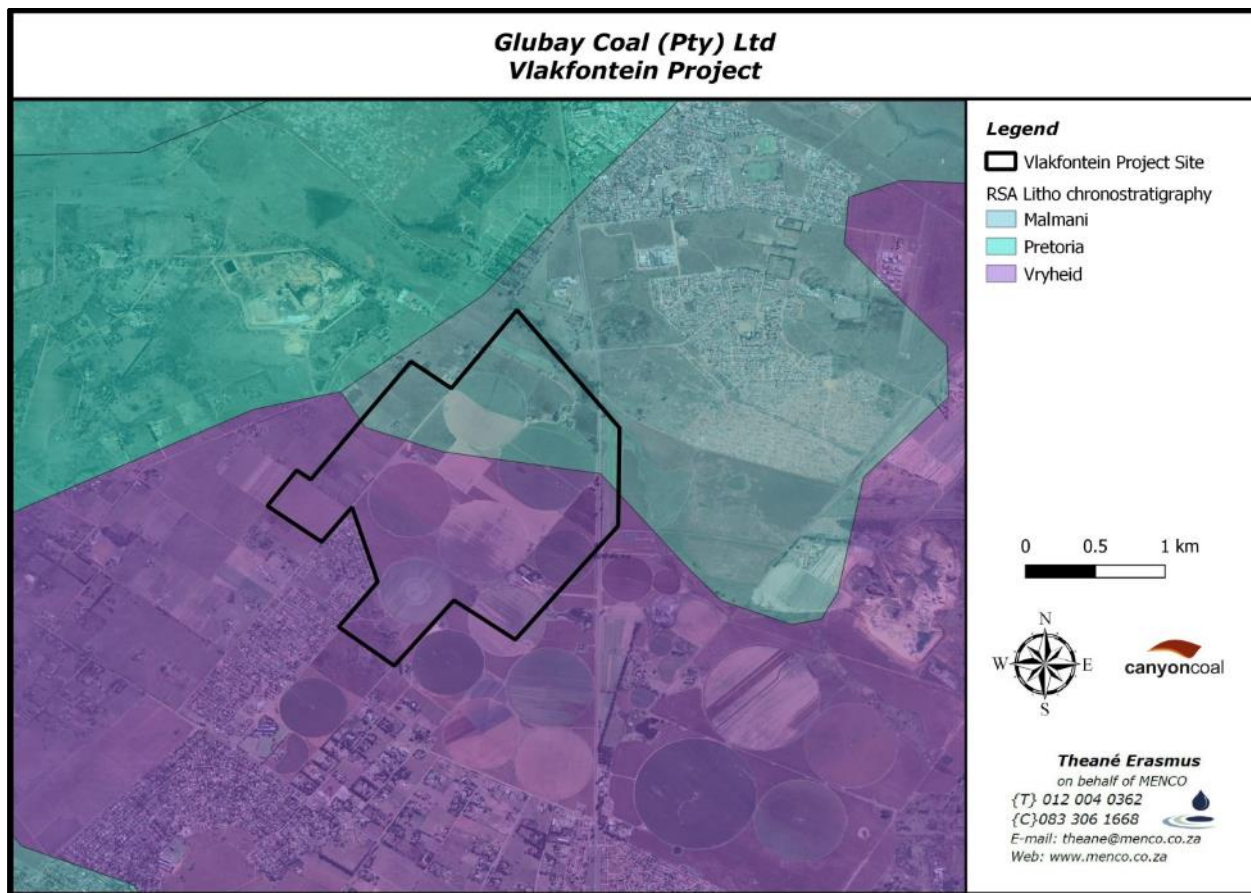 Glubay Coal (Pty) Ltd
Vlakfontein Project
Legend
Vlakfontein Project Site
RSA Litho chronostratigraphy
Malmani
Pretoria
Vryheid
0 0.5 1 km
N
W E
S
canyoncoal
Theané Erasmus
on behalf of MENCO
{T} 012 004 0362
{C}083 306 1668
E-mail: theane@menco.co.za
Web: www.menco.co.za